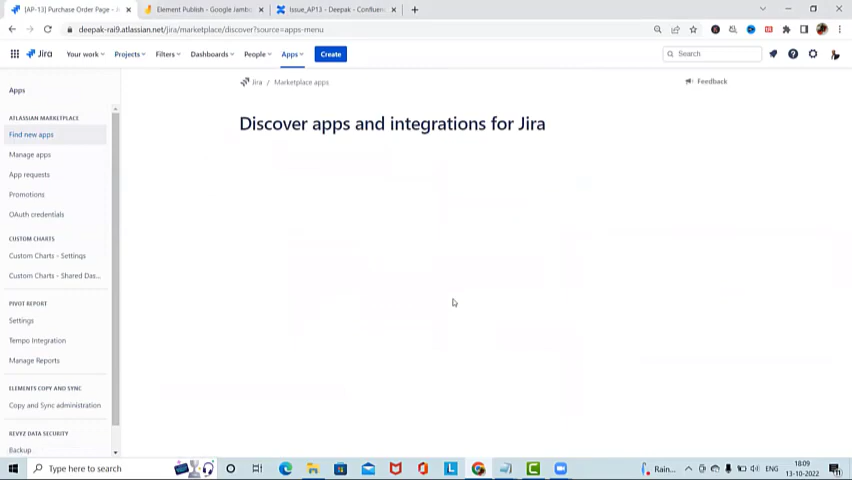 [AP-13] Purchase Order Page -
Element Publish - Google Jamb
Issue_AP13 - Deepak - Confluen
deepak-rai9.atlassian.net/jira/marketplace/discover?source=apps-menu
Jira
Your work
Projects
Filters
Dashboards
People
Apps
Create
Search
Apps
Jira / Marketplace apps
Feedback
Discover apps and integrations for Jira
ATLASSIAN MARKETPLACE
Find new apps
Manage apps
App requests
Promotions
OAuth credentials
CUSTOM CHARTS
Custom Charts - Settings
Custom Charts - Shared Das...
PIVOT REPORT
Settings
Tempo Integration
Manage Reports
ELEMENTS COPY AND SYNC
Copy and Sync administration
REVYZ DATA SECURITY
Backup
Type here to search
Rain...
ENG
18:09
13-10-2022